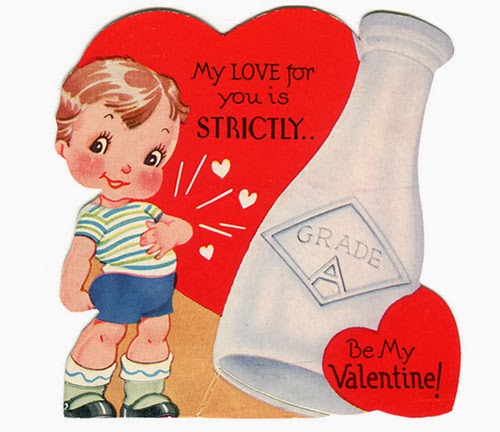 My LOVE for
you is
STRICTLY..
GRADE
A
Be My
Valentine!